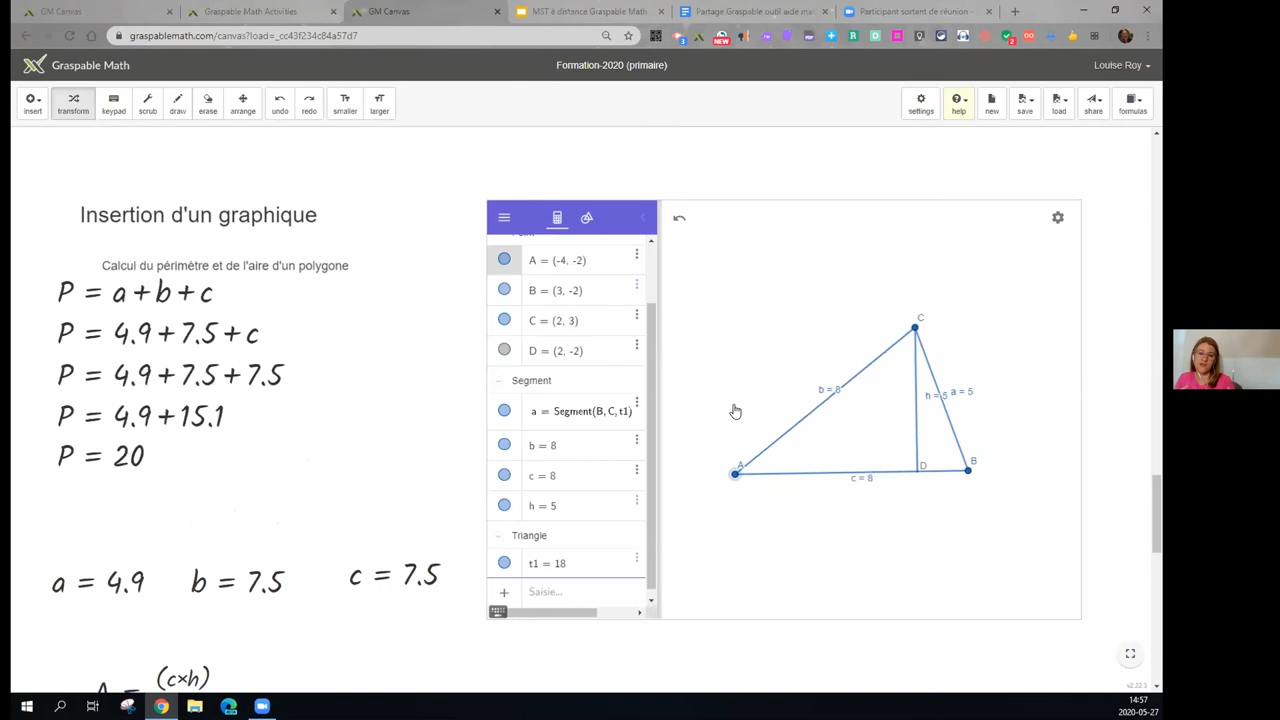 GM Canvas
Graspable Math Activities
GM Canvas
MST à distance Graspable Math
Partage Graspable outil aide ma
Participant sortant de réunion -
graspablemath.com/canvas?load=_cc43f234c84a57d7
Graspable Math
Formation-2020 (primaire)
Louise Roy
insert
transform
keypad
scrub
draw
erase
arrange
undo
redo
smaller
larger
settings
help
new
save
load
share
formulas
Insertion d'un graphique
Calcul du périmètre et de l'aire d'un polygone
P = a + b + c
P = 4.9 + 7.5 + c
P = 4.9 + 7.5 + 7.5
P = 4.9 + 15.1
P = 20
a = 4.9
b = 7.5
c = 7.5
(c×h)
A = (-4, -2)
B = (3, -2)
C = (2, 3)
D = (2, -2)
Segment
a = Segment(B, C, t1)
b = 8
c = 8
h = 5
Triangle
t1 = 18
Saisie...
C
b = 8
h = 5
a = 5
A
D
B
c = 8
v2.22.3
14:57
2020-05-27